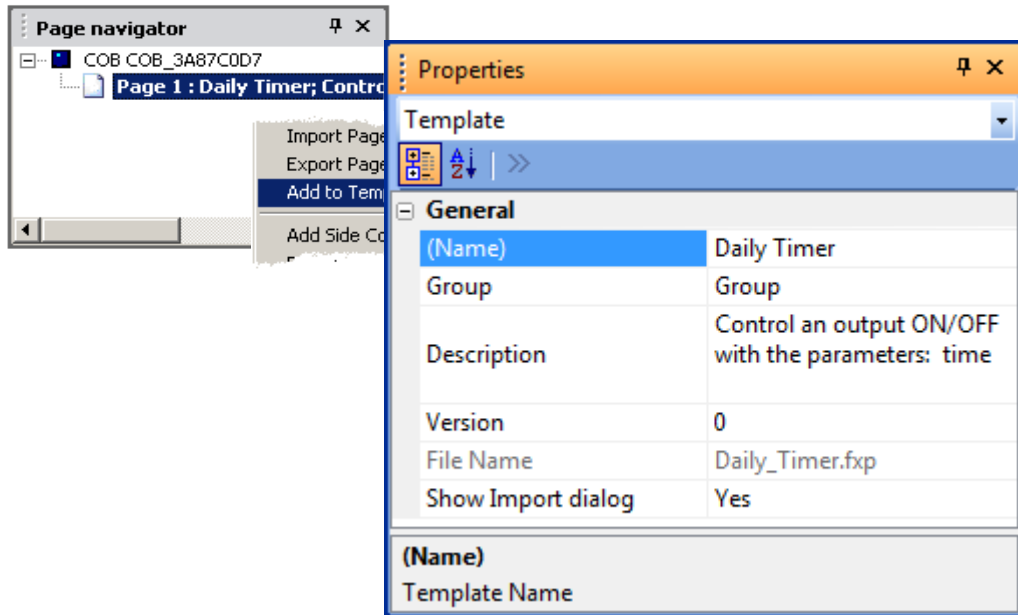 Page navigator
COB COB_3A87C0D7
Page 1 : Daily Timer; Contro
Import Page
Export Page
Add to Tem
Add Side Co
Properties
Template
General
(Name) Daily Timer
Group Group
Description Control an output ON/OFF
with the parameters: time
Version 0
File Name Daily_Timer.fxp
Show Import dialog Yes
(Name)
Template Name